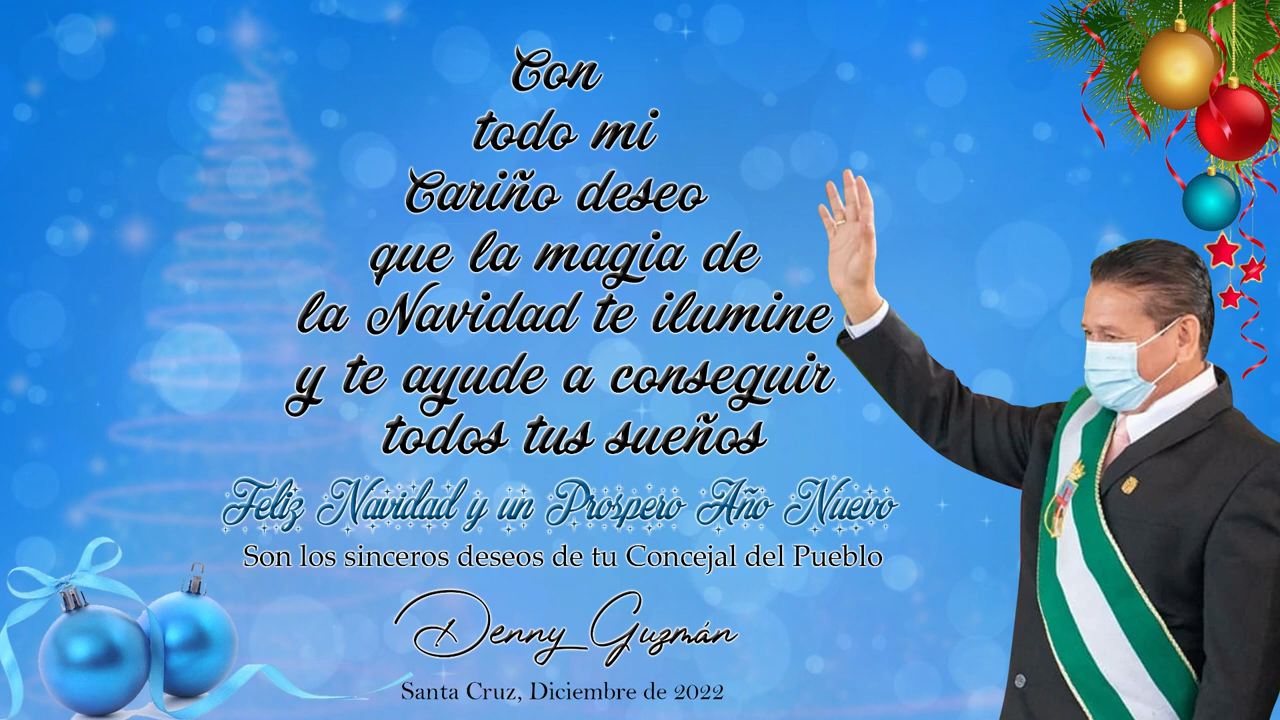 Con
todo mi
Cariño deseo
que la magia de
la Navidad te ilumine
y te ayude a conseguir
todos tus sueños
Feliz Navidad y un Prospero Año Nuevo
Son los sinceros deseos de tu Concejal del Pueblo
Denny Guzmán
Santa Cruz, Diciembre de 2022